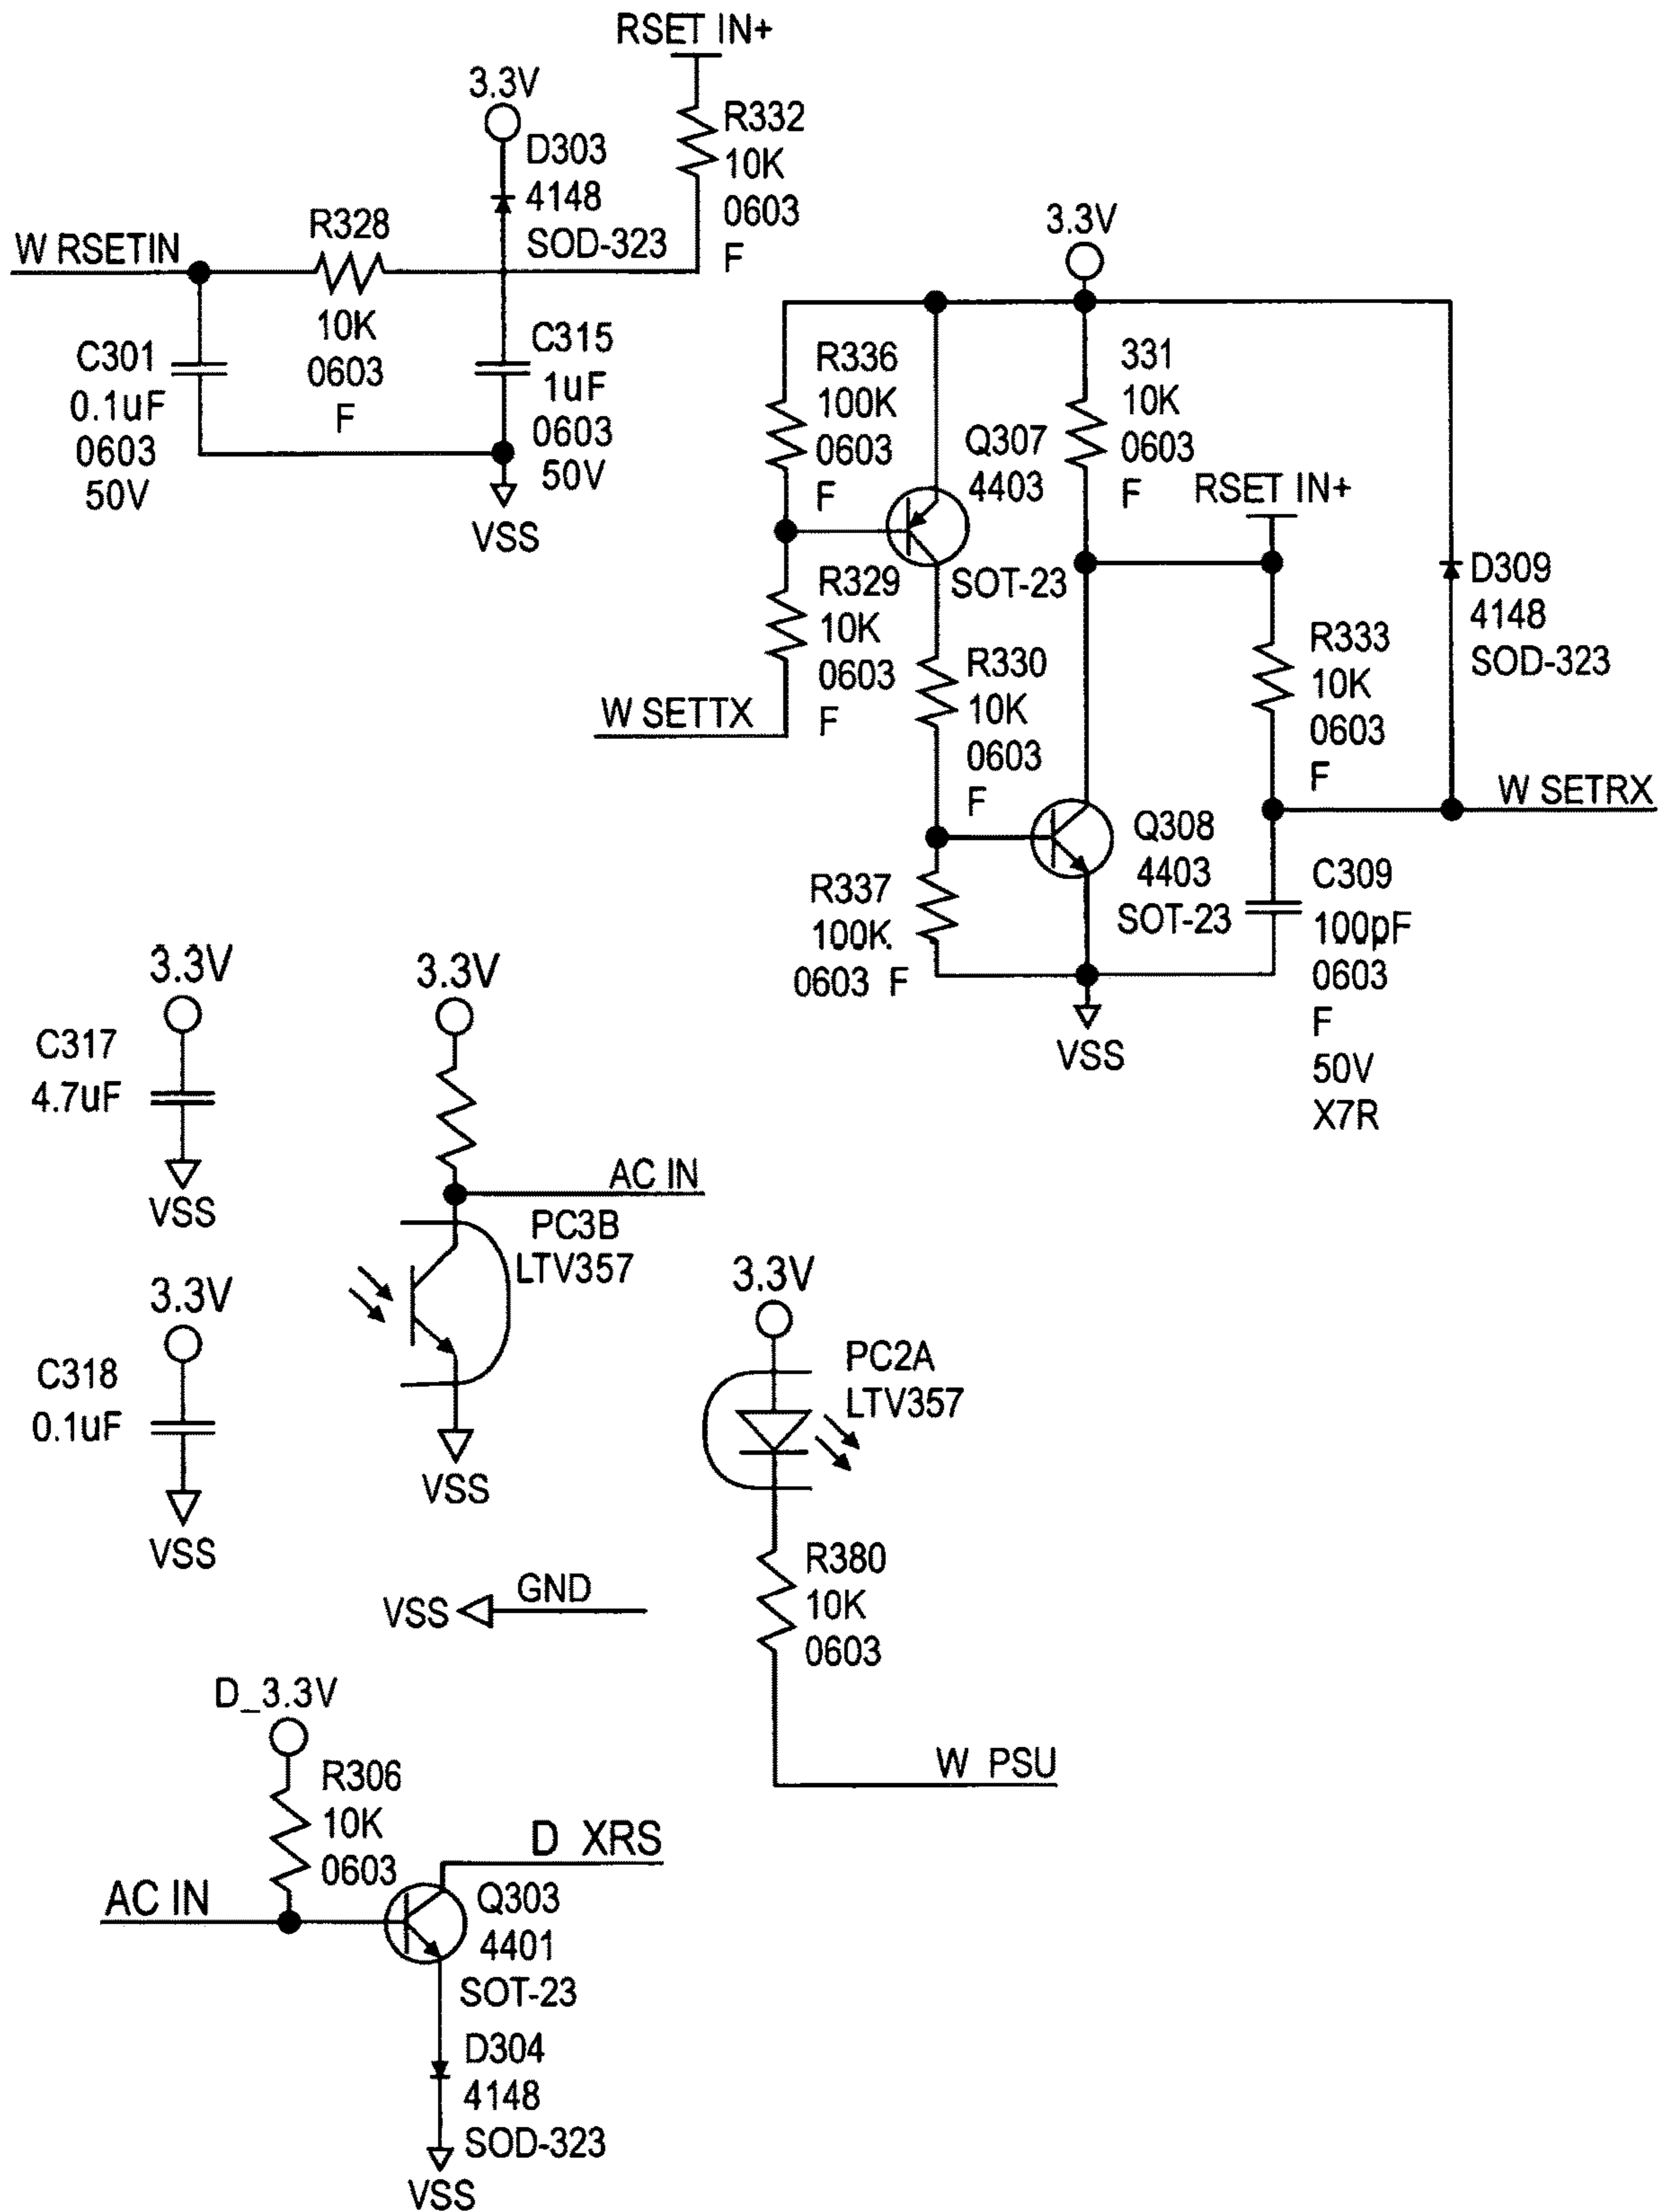 RSET IN+
R332
10K
0603
F
3.3V
D303
4148
SOD-323
W RSETIN
R328
10K
0603
F
C301
0.1uF
0603
50V
C315
1uF
0603
50V
VSS
3.3V
R336
100K
0603
F
Q307
4403
SOT-23
331
10K
0603
F
RSET IN+
D309
4148
SOD-323
R329
10K
0603
F
W SETTX
R330
10K
0603
F
R333
10K
0603
F
W SETRX
Q308
4403
SOT-23
R337
100K.
0603 F
C309
100pF
0603
F
50V
X7R
VSS
3.3V
C317
4.7uF
VSS
3.3V
AC IN
PC3B
LTV357
VSS
3.3V
C318
0.1uF
VSS
3.3V
PC2A
LTV357
R380
10K
0603
W PSU
VSS
GND
D_3.3V
R306
10K
0603
AC IN
D XRS
Q303
4401
SOT-23
D304
4148
SOD-323
VSS